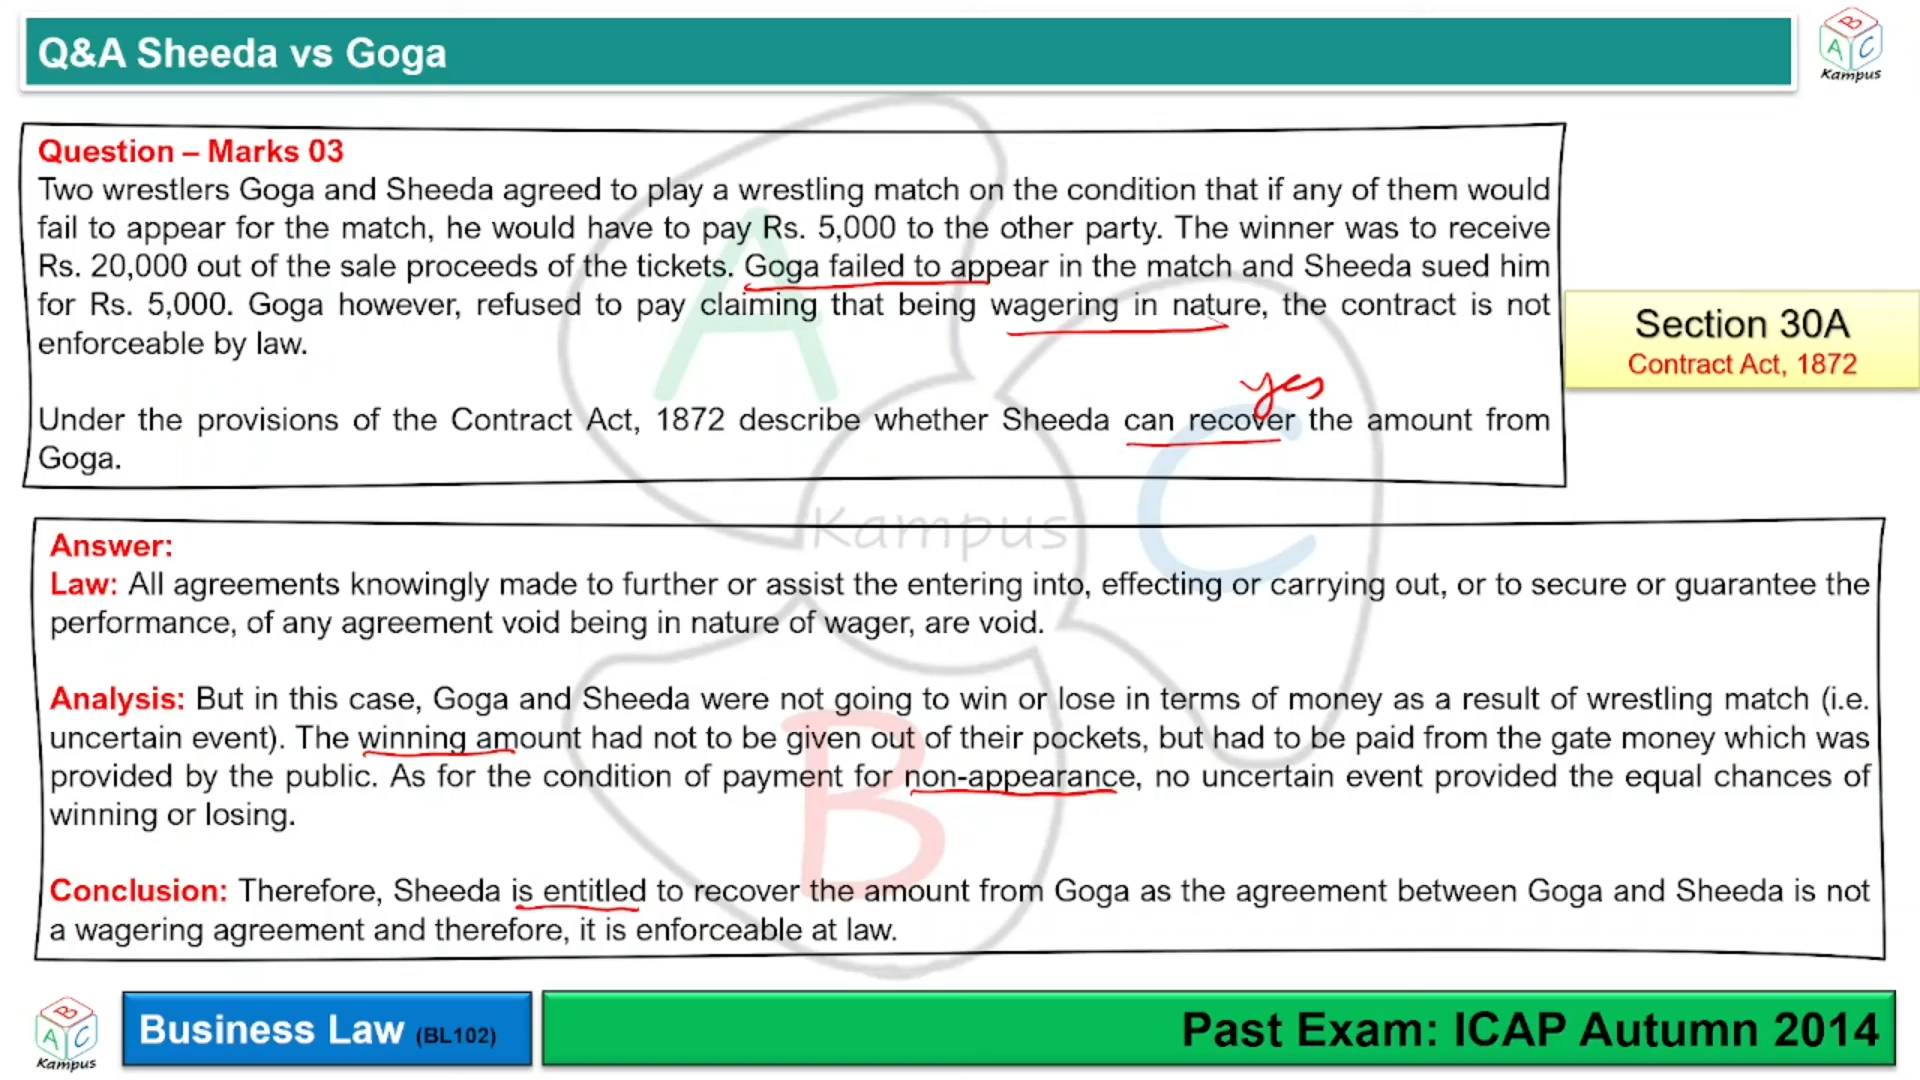 Q&A Sheeda vs Goga
B
A C
Kampus
Question – Marks 03
Two wrestlers Goga and Sheeda agreed to play a wrestling match on the condition that if any of them would
fail to appear for the match, he would have to pay Rs. 5,000 to the other party. The winner was to receive
Rs. 20,000 out of the sale proceeds of the tickets. Goga failed to appear in the match and Sheeda sued him
for Rs. 5,000. Goga however, refused to pay claiming that being wagering in nature, the contract is not
enforceable by law.
Section 30A
Contract Act, 1872
yes
Under the provisions of the Contract Act, 1872 describe whether Sheeda can recover the amount from
Goga.
A
C
Kampus
B
Answer:
Law: All agreements knowingly made to further or assist the entering into, effecting or carrying out, or to secure or guarantee the
performance, of any agreement void being in nature of wager, are void.
Analysis: But in this case, Goga and Sheeda were not going to win or lose in terms of money as a result of wrestling match (i.e.
uncertain event). The winning amount had not to be given out of their pockets, but had to be paid from the gate money which was
provided by the public. As for the condition of payment for non-appearance, no uncertain event provided the equal chances of
winning or losing.
Conclusion: Therefore, Sheeda is entitled to recover the amount from Goga as the agreement between Goga and Sheeda is not
a wagering agreement and therefore, it is enforceable at law.
B
A C
Kampus
Business Law (BL102)
Past Exam: ICAP Autumn 2014